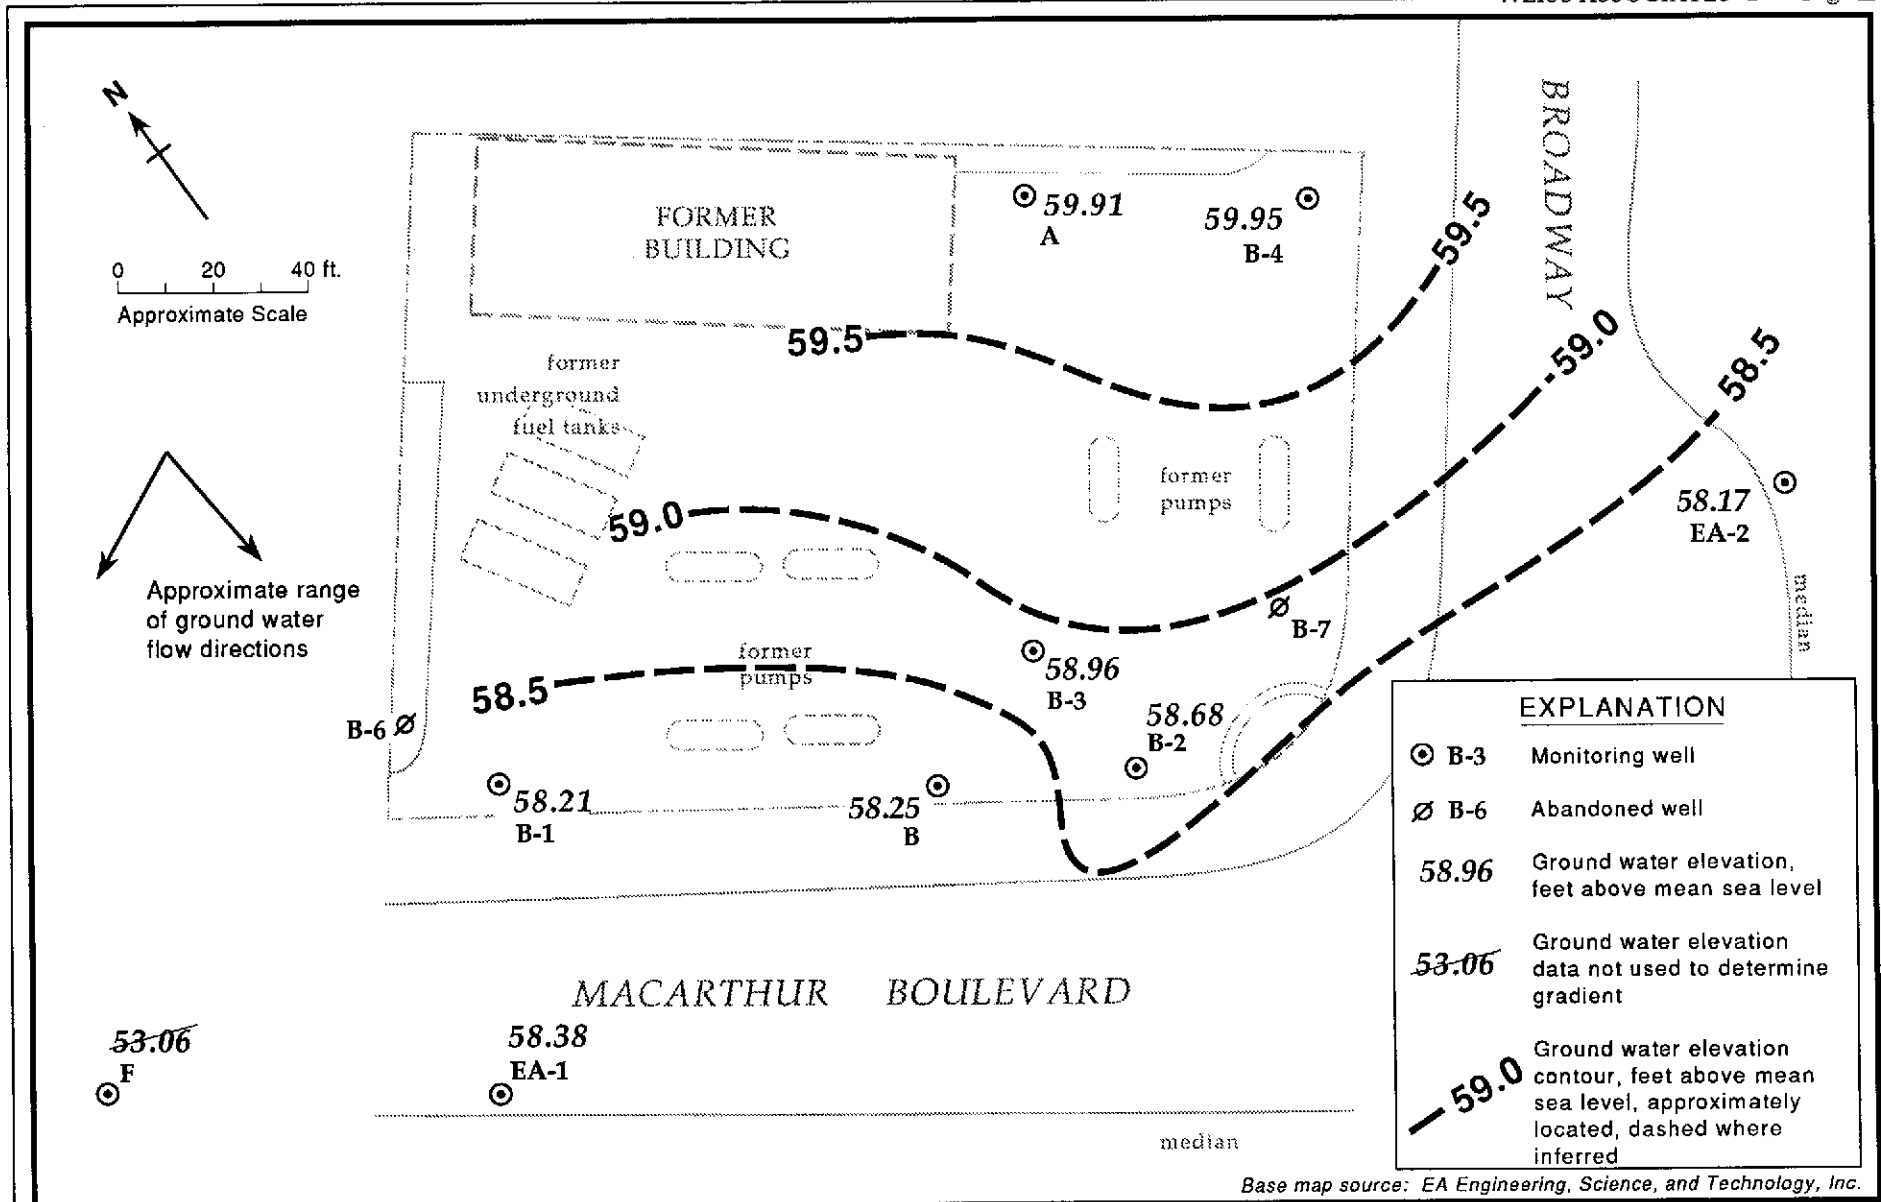 N
0 20 40 ft.
Approximate Scale
FORMER
BUILDING
59.91
A
59.95
B-4
BROADWAY
59.5
59.5
59.0
58.5
former
underground
fuel tanks
former
pumps
58.17
EA-2
59.0
median
Approximate range
of ground water
flow directions
B-7
former
pumps
58.96
B-3
58.5
B-6
58.68
B-2
58.21
B-1
58.25
B
MACARTHUR BOULEVARD
53.06
F
58.38
EA-1
median
EXPLANATION
B-3 Monitoring well
B-6 Abandoned well
58.96 Ground water elevation,
feet above mean sea level
53.06 Ground water elevation
data not used to determine
gradient
59.0 Ground water elevation
contour, feet above mean
sea level, approximately
located, dashed where
inferred
Base map source: EA Engineering, Science, and Technology, Inc.